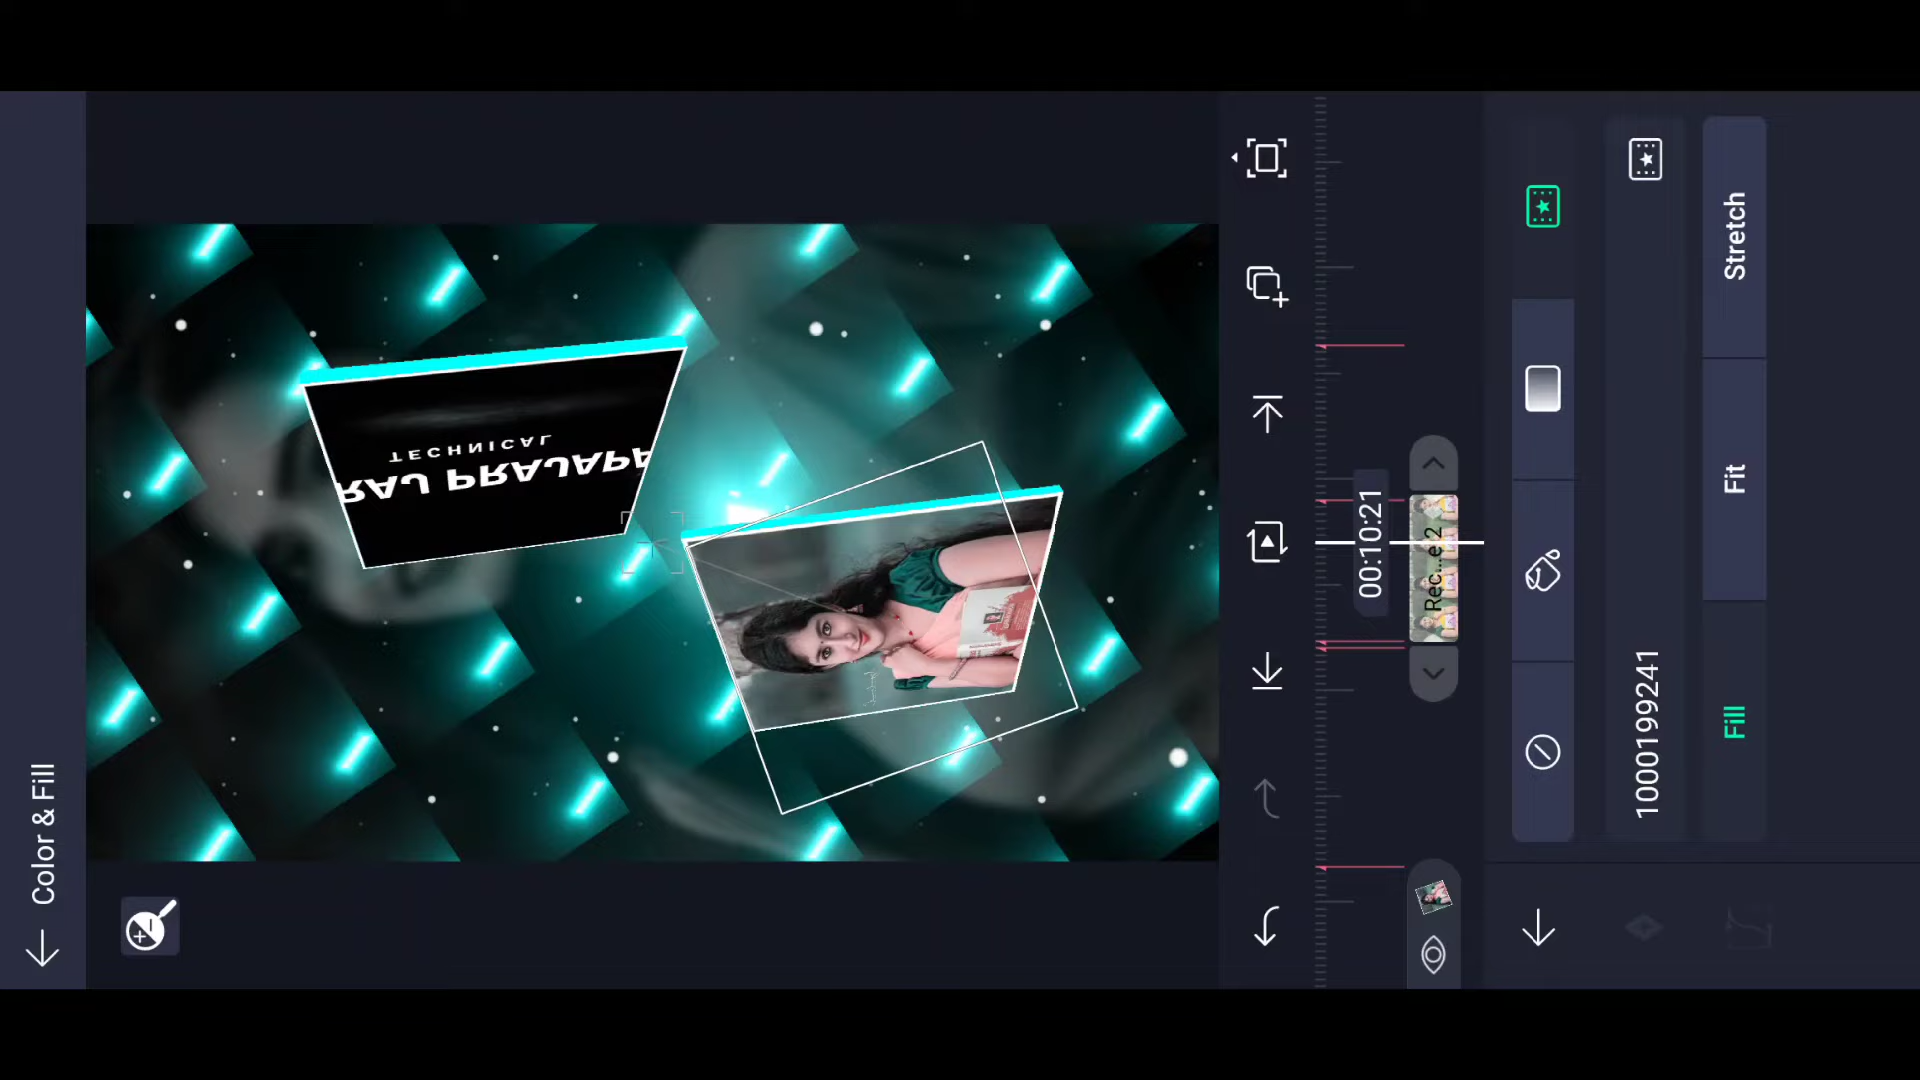 Color & Fill
TECHNICAL
RAJ PRAJAPA
00:10:21
Rec...e 2
1000199241
Fill
Fit
Stretch